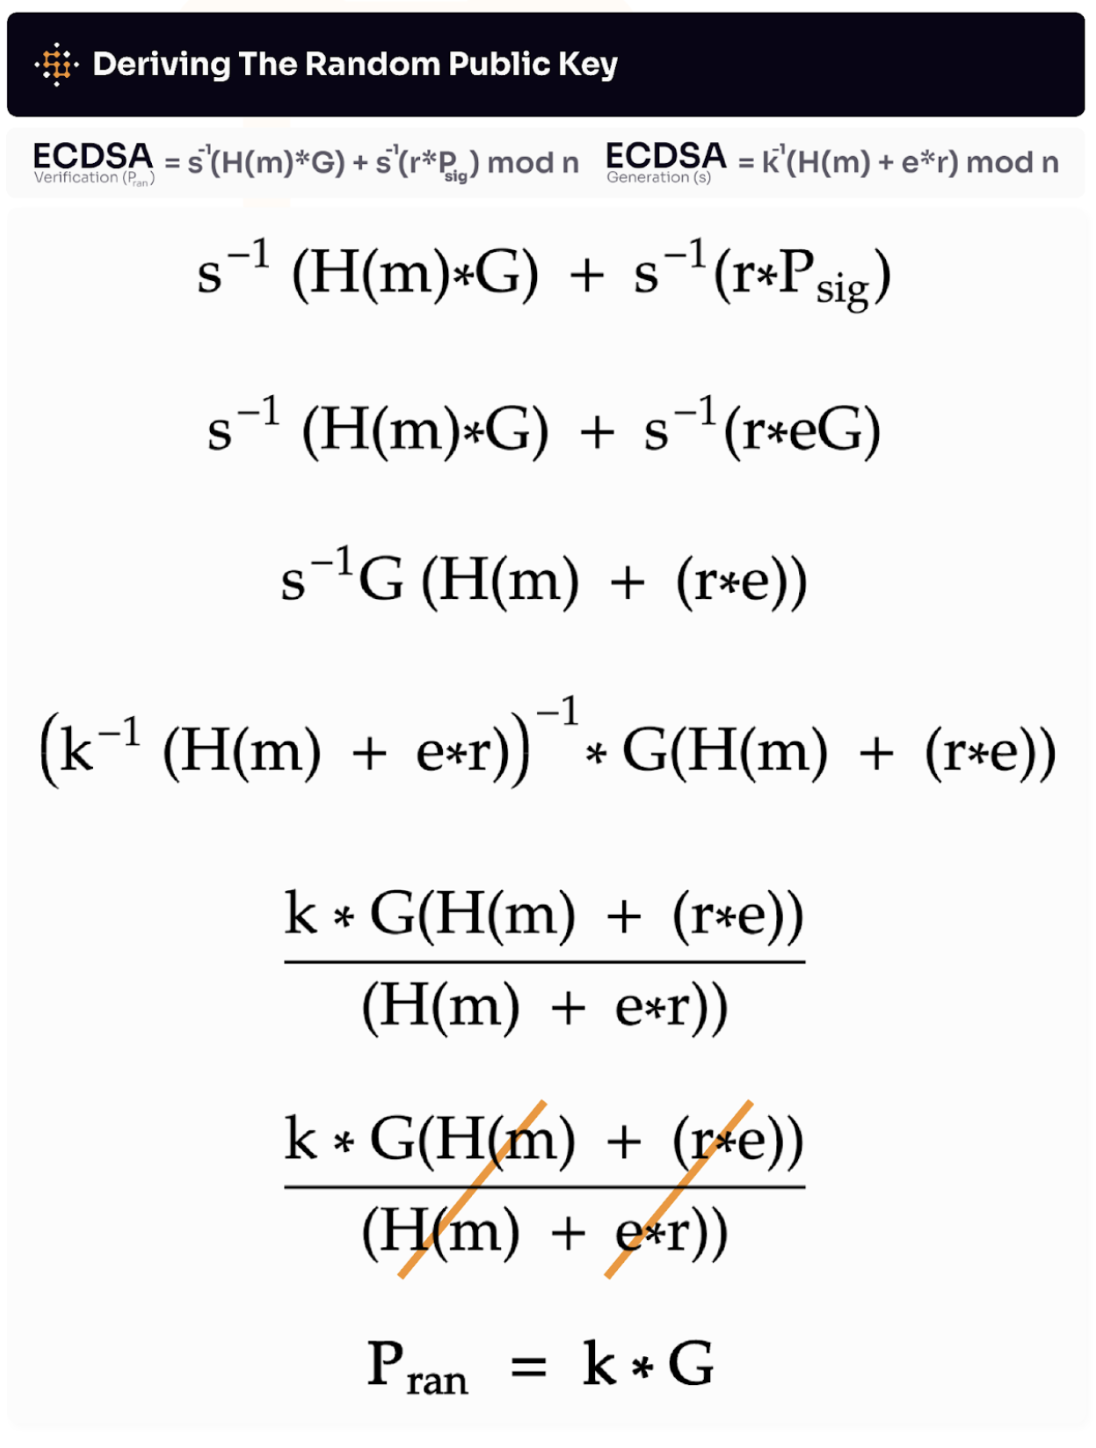 Deriving The Random Public Key
ECDSA Verification (Pran) = s⁻¹(H(m)*G) + s⁻¹(r*Psig) mod n
ECDSA Generation (s) = k⁻¹(H(m) + e*r) mod n
s⁻¹ (H(m)*G) + s⁻¹(r*Psig)
s⁻¹ (H(m)*G) + s⁻¹(r*eG)
s⁻¹G (H(m) + (r*e))
(k⁻¹ (H(m) + e*r))⁻¹ * G(H(m) + (r*e))
k * G(H(m) + (r*e))
(H(m) + e*r))
k * G(H(m) + (r*e))
(H(m) + e*r))
Pran = k * G